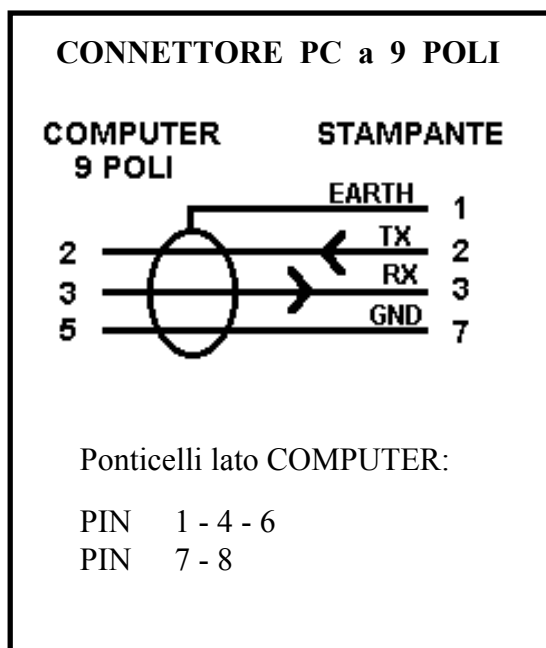 CONNETTORE PC a 9 POLI
COMPUTER STAMPANTE
9 POLI
EARTH 1
2 TX 2
3 RX 3
5 GND 7
Ponticelli lato COMPUTER:
PIN 1 - 4 - 6
PIN 7 - 8